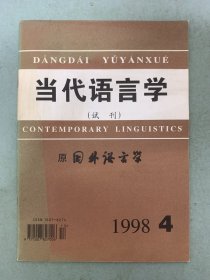 DĀNGDÀI YǓYÁNXUÉ
当代语言学
(试刊)
CONTEMPORARY LINGUISTICS
原 国外语言学
1998 4